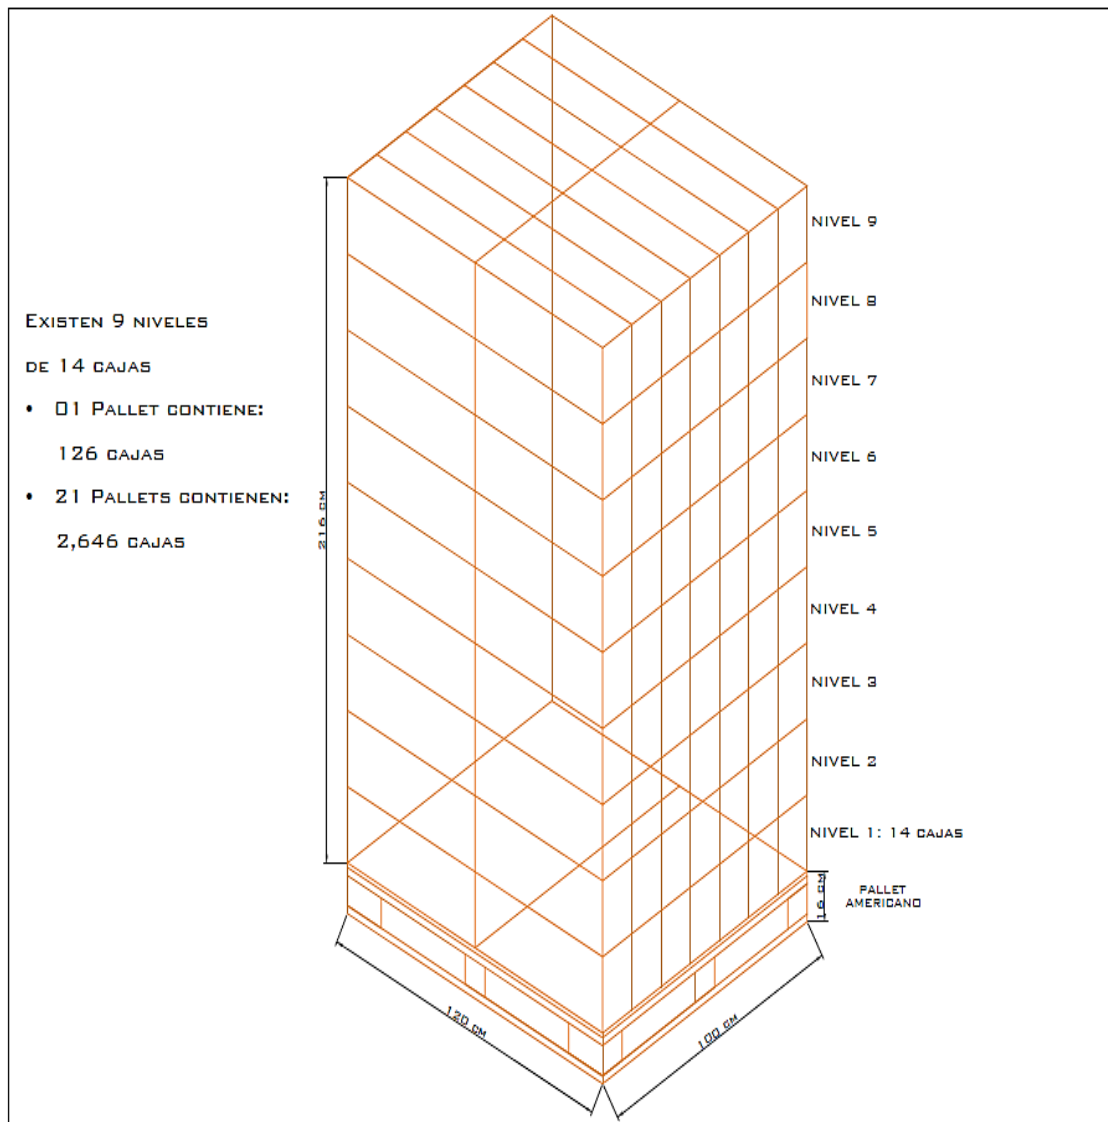 NIVEL 9
NIVEL 8
EXISTEN 9 NIVELES
DE 14 CAJAS
• 01 PALLET CONTIENE:
126 CAJAS
• 21 PALLETS CONTIENEN:
2,646 CAJAS
216 CM
NIVEL 7
NIVEL 6
NIVEL 5
NIVEL 4
NIVEL 3
NIVEL 2
NIVEL 1: 14 CAJAS
16 CM
PALLET
AMERICANO
120 CM
100 CM